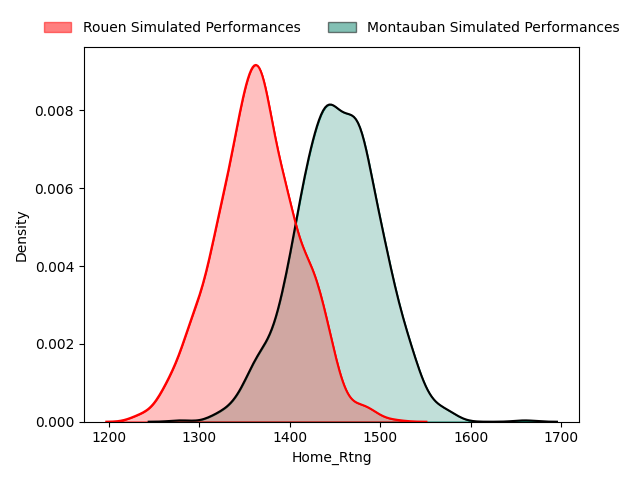 Rouen Simulated Performances Montauban Simulated Performances
0.008
0.006
0.004
0.002
0.000
Density
1200 1300 1400 1500 1600 1700
Home_Rtng